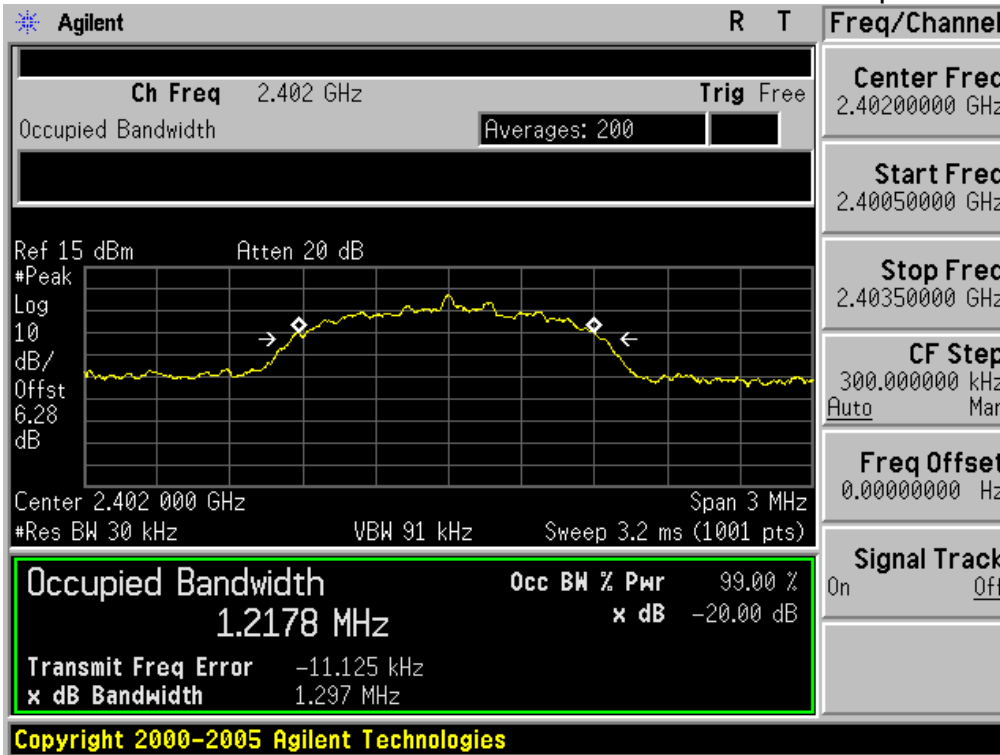 Agilent R T Freq/Channel
Ch Freq 2.402 GHz Trig Free
Occupied Bandwidth Averages: 200
Center Freq
2.40200000 GHz
Start Freq
2.40050000 GHz
Stop Freq
2.40350000 GHz
CF Step
300.000000 kHz
Auto Man
Freq Offset
0.00000000 Hz
Signal Track
On Off
Ref 15 dBm Atten 20 dB
#Peak
Log
10
dB/
Offst
6.28
dB
Center 2.402 000 GHz Span 3 MHz
#Res BW 30 kHz VBW 91 kHz Sweep 3.2 ms (1001 pts)
Occupied Bandwidth Occ BW % Pwr 99.00 %
1.2178 MHz x dB -20.00 dB
Transmit Freq Error -11.125 kHz
x dB Bandwidth 1.297 MHz
Copyright 2000-2005 Agilent Technologies